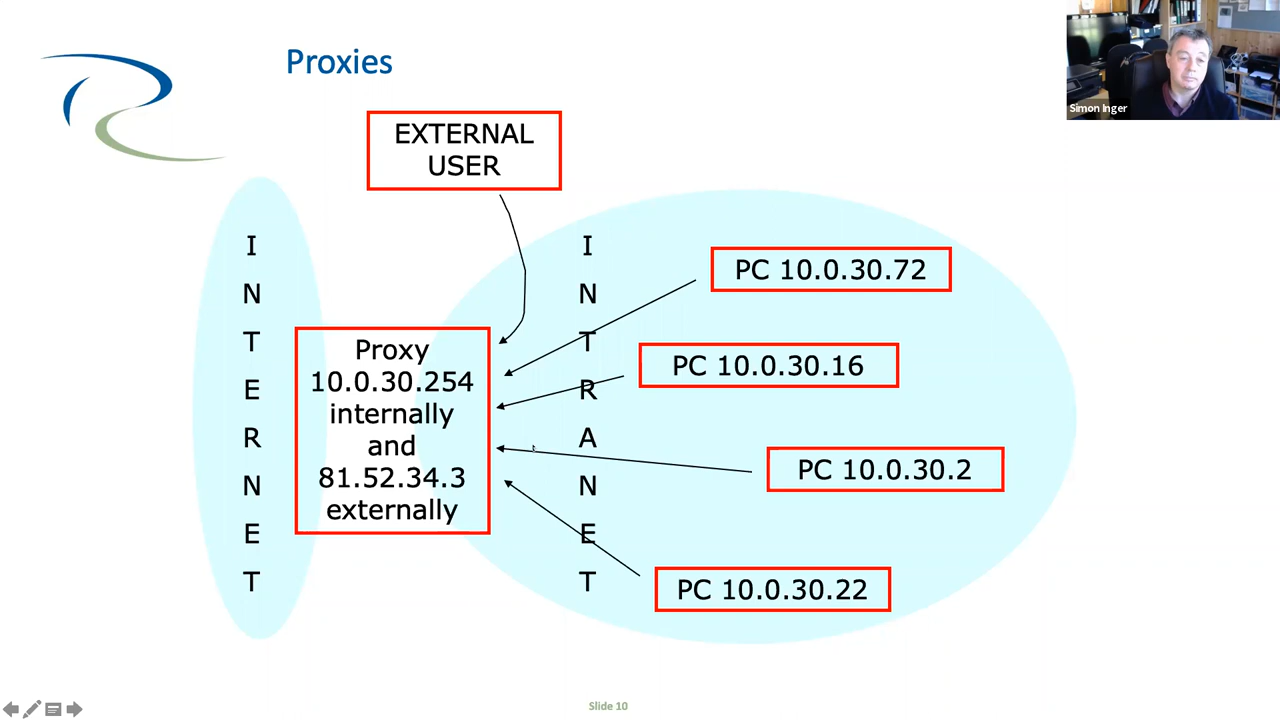 Proxies
Simon Inger
EXTERNAL
USER
INTERNET
INTRANET
PC 10.0.30.72
Proxy
10.0.30.254
internally
and
81.52.34.3
externally
PC 10.0.30.16
PC 10.0.30.2
PC 10.0.30.22
Slide 10